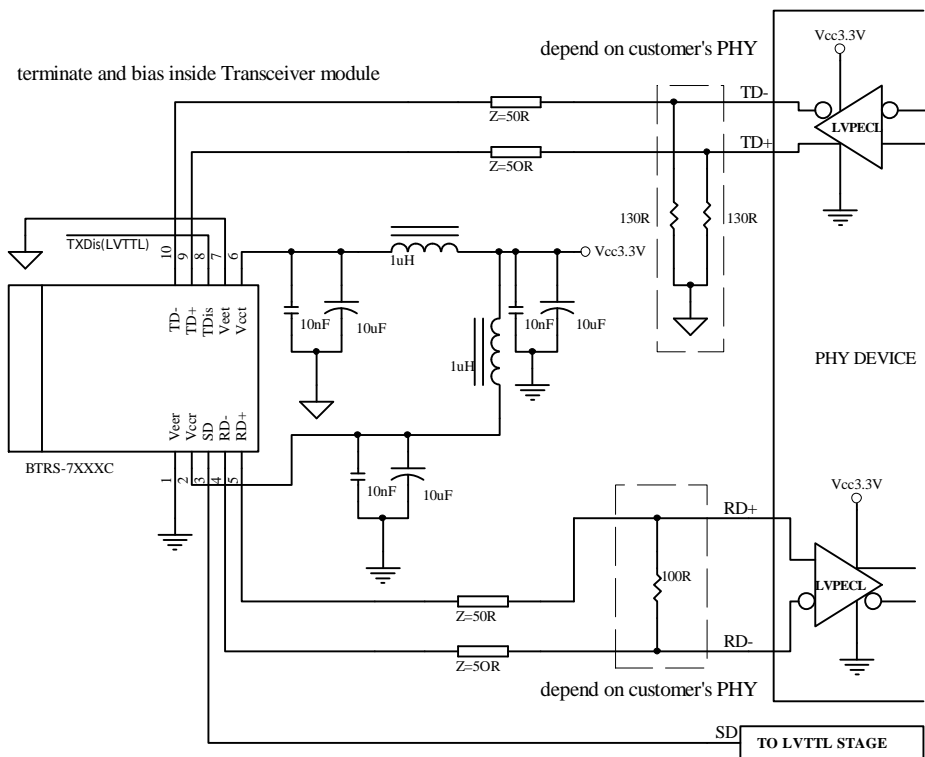 depend on customer's PHY
Vcc3.3V
terminate and bias inside Transceiver module
TD-
Z=50R
LVPECL
TD+
Z=5OR
130R
130R
TXDis(LVTTL)
10
9
8
7
6
Vcc3.3V
1uH
TD-
TD+
TDis
Veet
Vcct
10nF
10uF
10nF
10uF
1uH
PHY DEVICE
Veer
Vccr
SD
RD-
RD+
BTRS-7XXXC
1
2
3
4
5
10nF
10uF
Vcc3.3V
RD+
100R
LVPECL
Z=50R
RD-
Z=5OR
depend on customer's PHY
SD
TO LVTTL STAGE